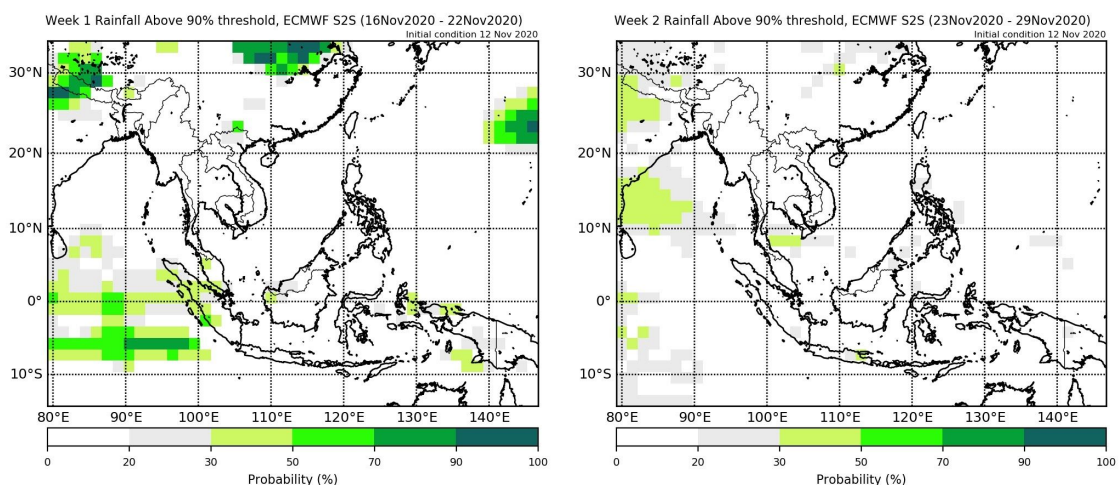 Week 1 Rainfall Above 90% threshold, ECMWF S2S (16Nov2020 - 22Nov2020)
Initial condition 12 Nov 2020
30°N
20°N
10°N
0°
10°S
80°E 90°E 100°E 110°E 120°E 130°E 140°E
0 20 30 50 70 90 100
Probability (%)
Week 2 Rainfall Above 90% threshold, ECMWF S2S (23Nov2020 - 29Nov2020)
Initial condition 12 Nov 2020
30°N
20°N
10°N
0°
10°S
80°E 90°E 100°E 110°E 120°E 130°E 140°E
0 20 30 50 70 90 100
Probability (%)